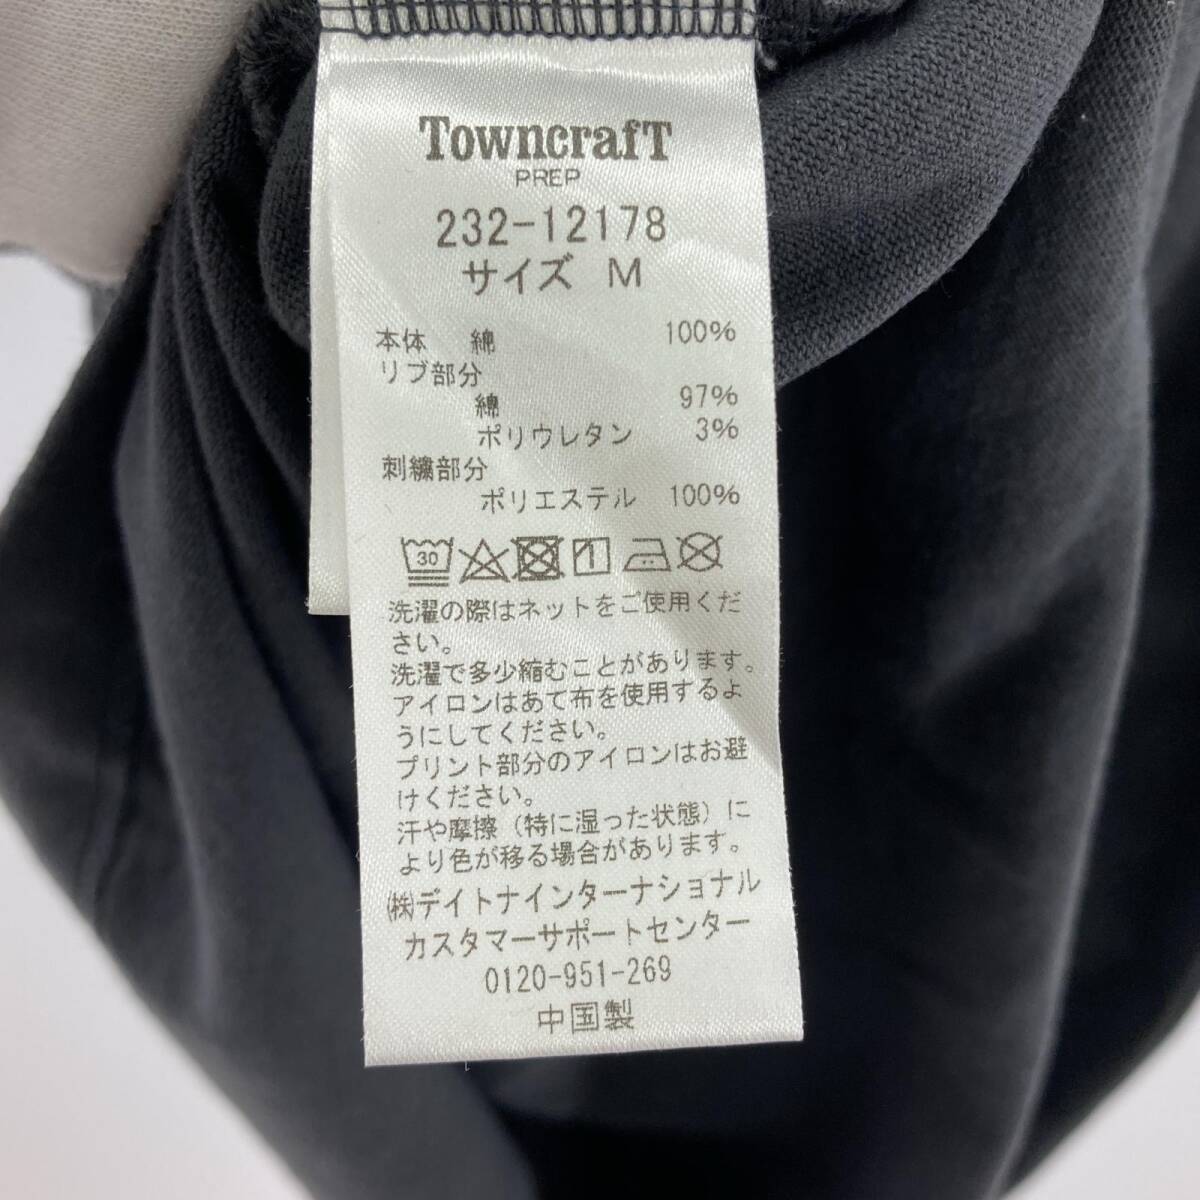 TowncrafT
PREP
232-12178
サイズ M
本体 綿 100%
リブ部分
綿 97%
ポリウレタン 3%
刺繍部分
ポリエステル 100%
30
洗濯の際はネットをご使用くだ
さい。
洗濯で多少縮むことがあります。
アイロンはあて布を使用するよ
うにしてください。
プリント部分のアイロンはお避
けください。
汗や摩擦（特に湿った状態）に
より色が移る場合があります。
㈱デイトナインターナショナル
カスタマーサポートセンター
0120-951-269
中国製